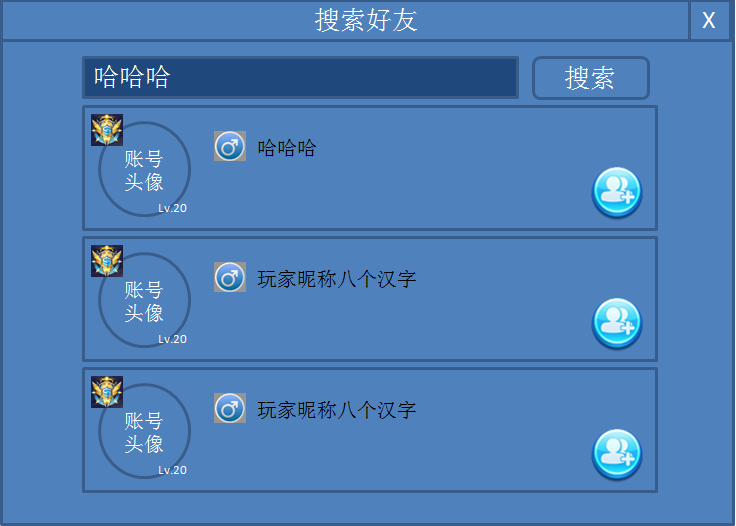 搜索好友
X
哈哈哈
搜索
账号
头像
Lv.20
哈哈哈
账号
头像
Lv.20
玩家昵称八个汉字
账号
头像
Lv.20
玩家昵称八个汉字